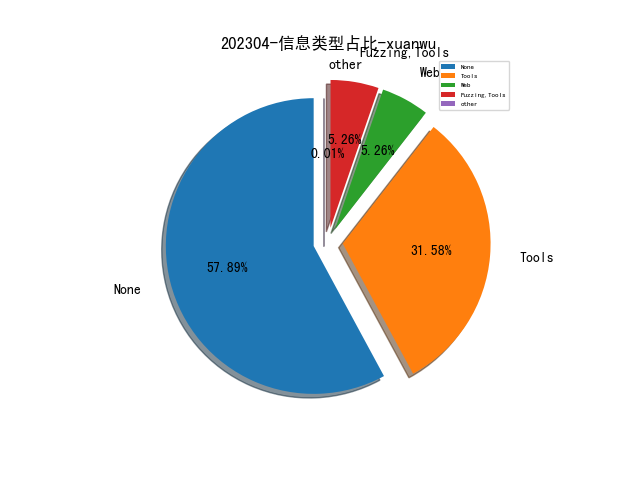 202304-信息类型占比-xuanwu
Fuzzing,Tools
other
Web
None
Tools
Web
Fuzzing,Tools
other
5.26%
0.01%
5.26%
31.58%
Tools
57.89%
None